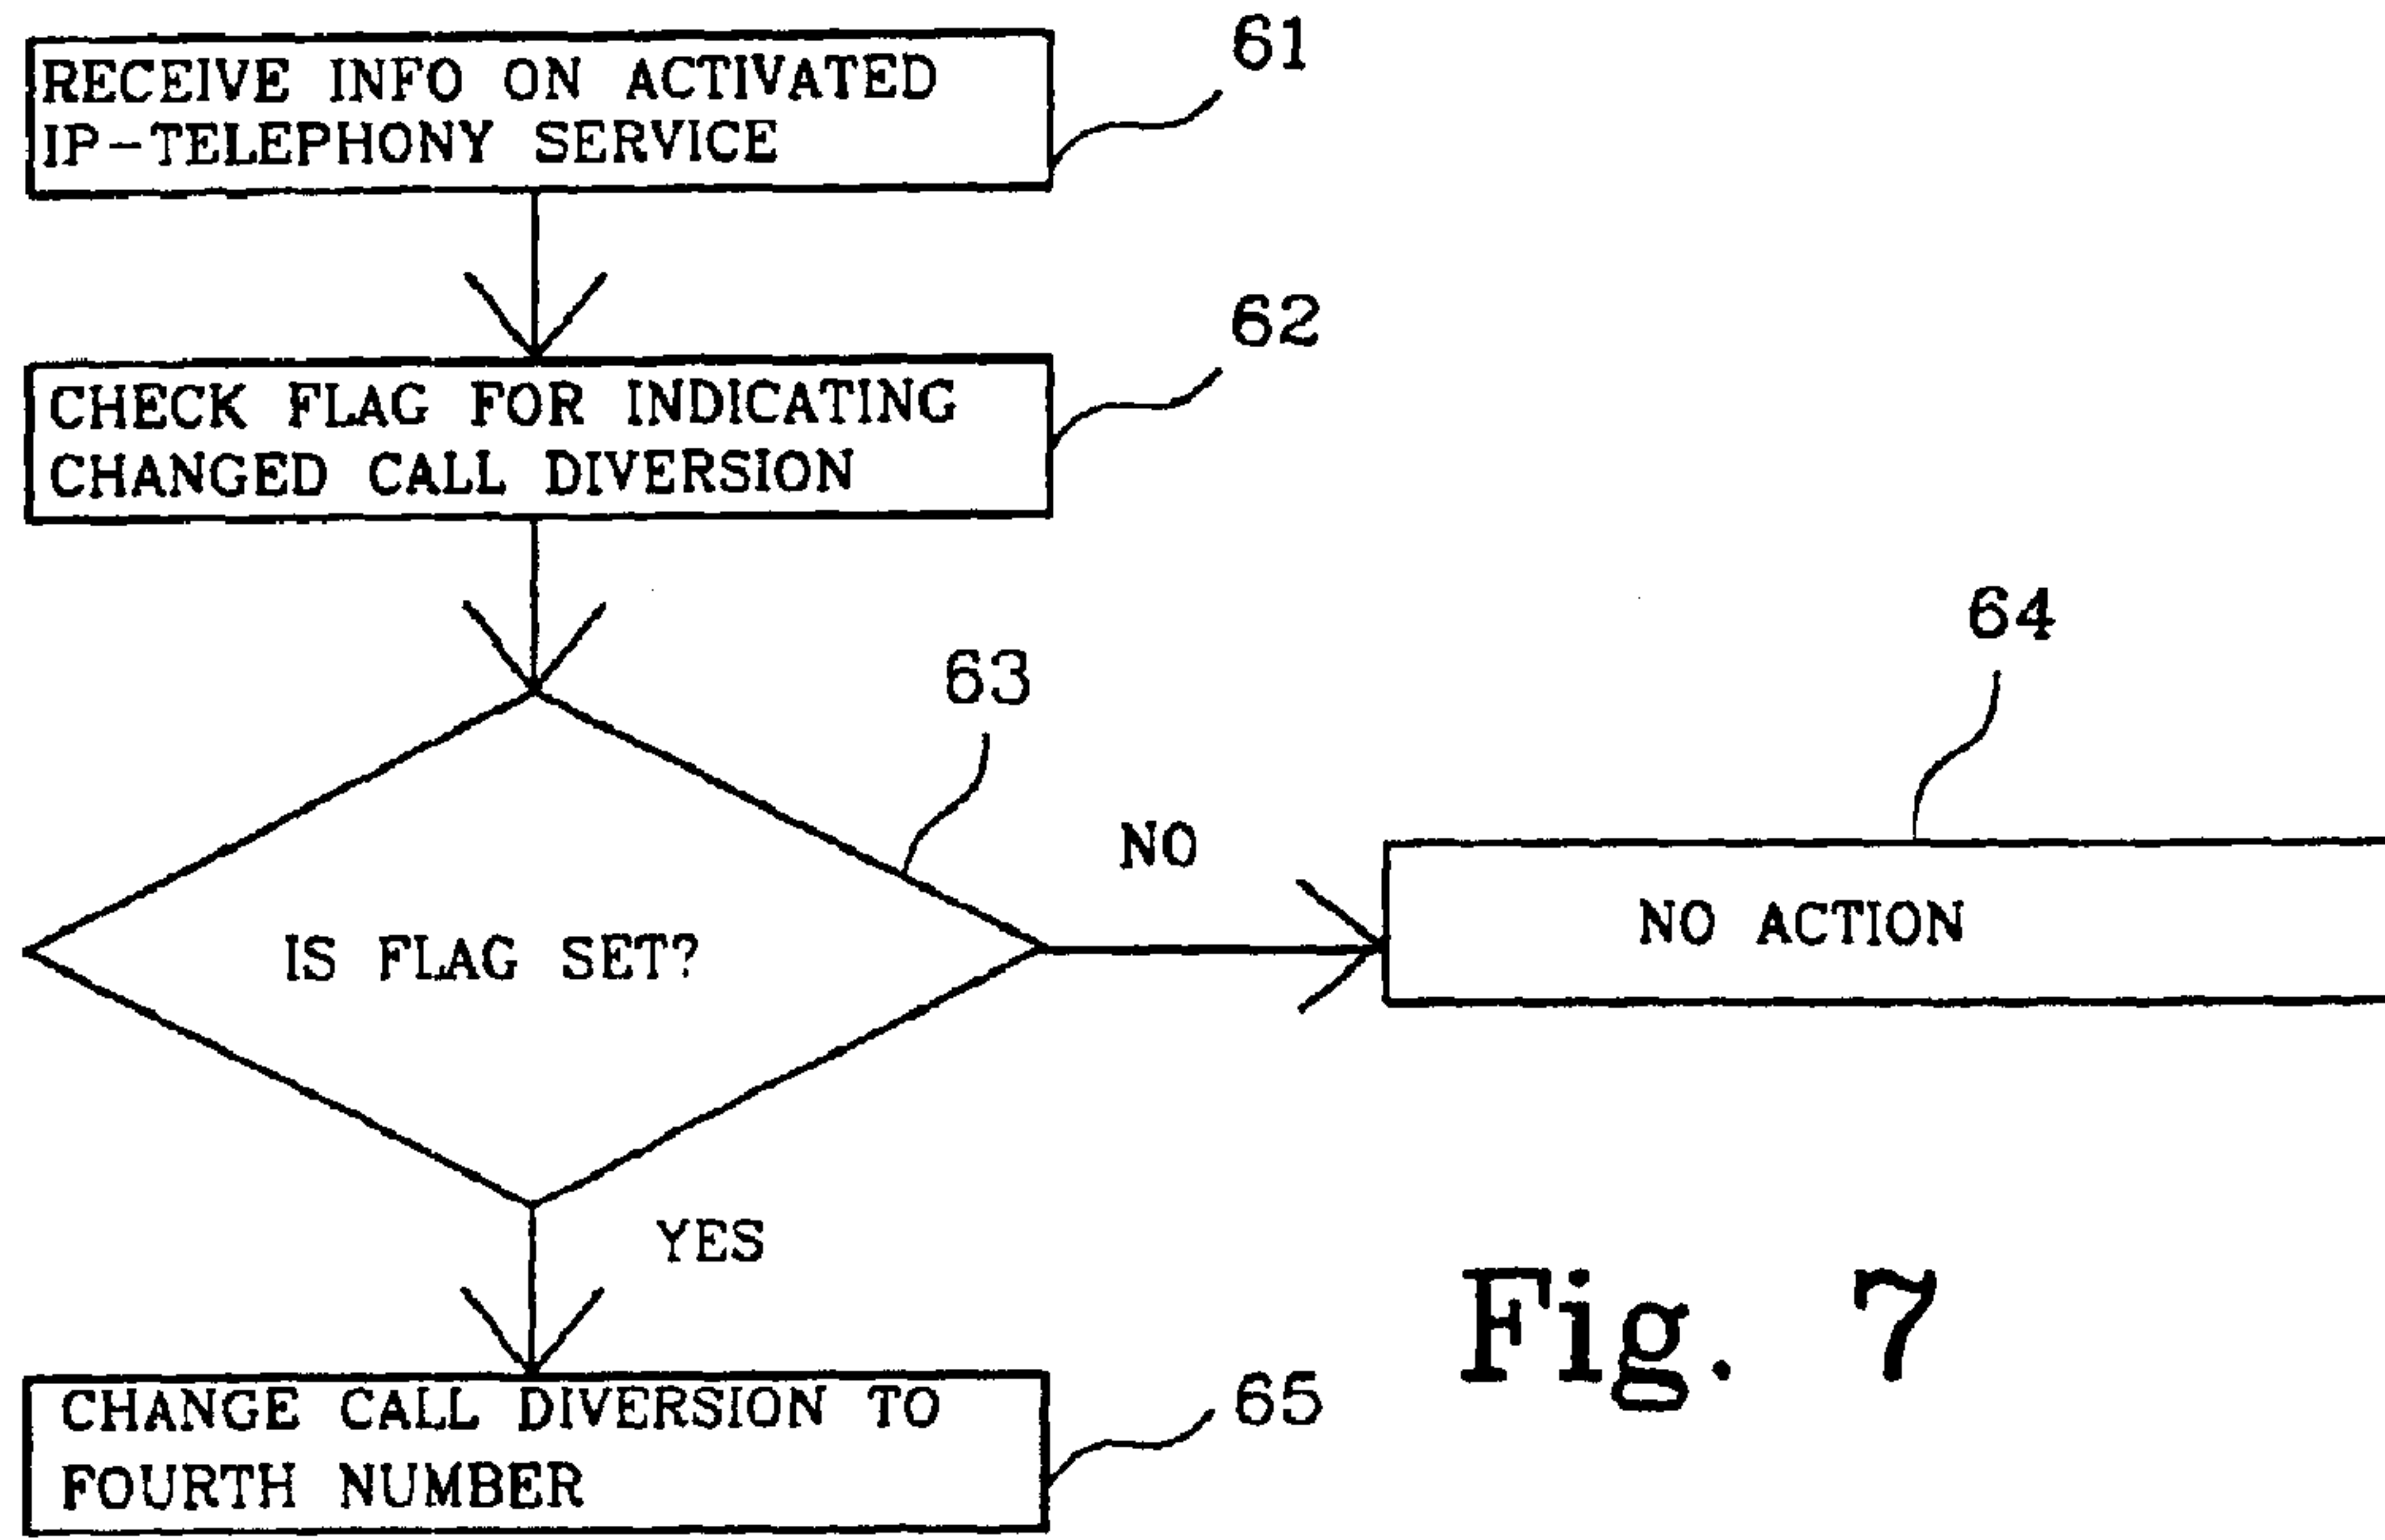 RECEIVE INFO ON ACTIVATED
IP-TELEPHONY SERVICE
61
CHECK FLAG FOR INDICATING
CHANGED CALL DIVERSION
62
63
IS FLAG SET?
NO
64
NO ACTION
YES
CHANGE CALL DIVERSION TO
FOURTH NUMBER
65
Fig. 7